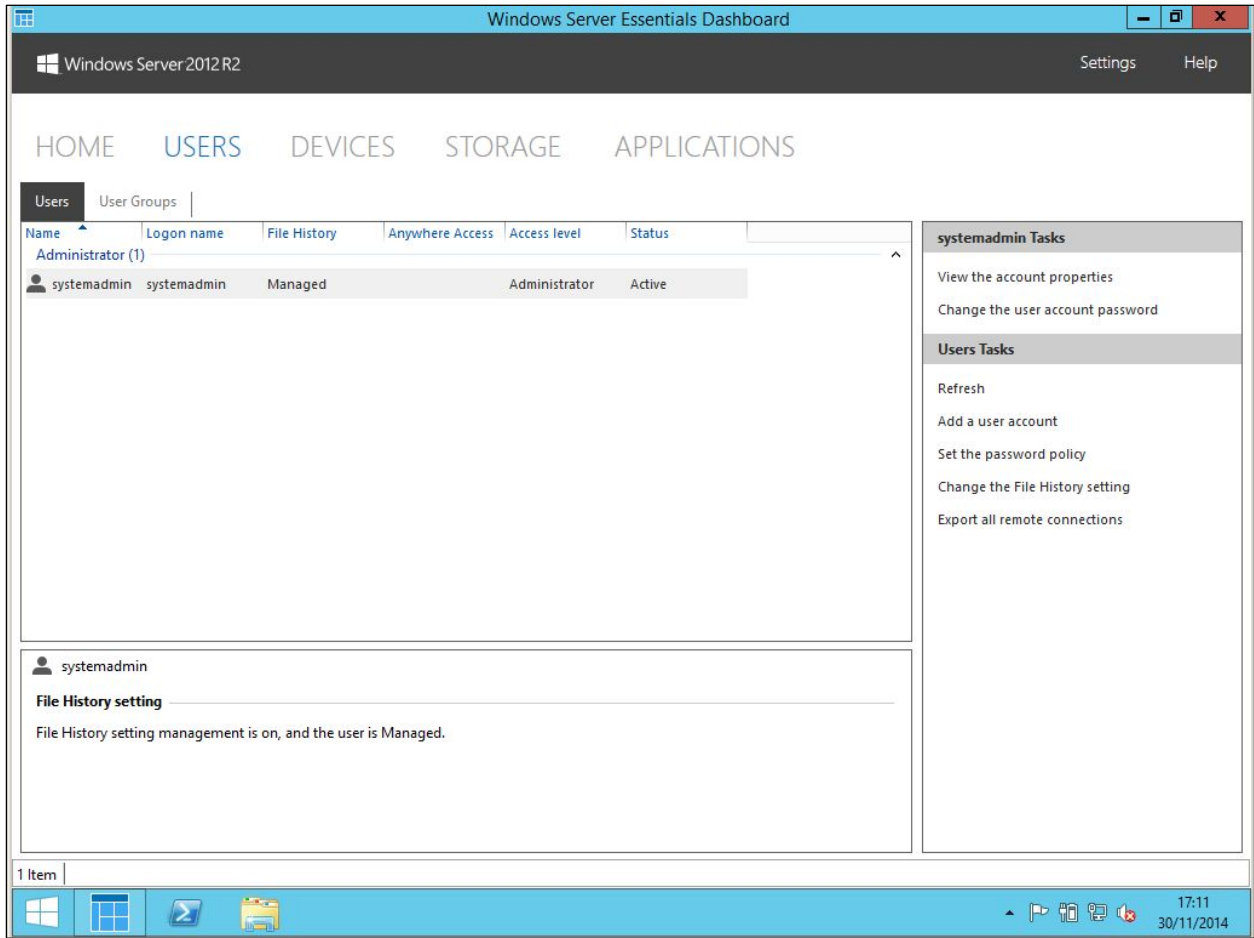 Windows Server Essentials Dashboard
Windows Server 2012 R2
Settings Help
HOME USERS DEVICES STORAGE APPLICATIONS
Users User Groups
Name Logon name File History Anywhere Access Access level Status
Administrator (1)
systemadmin systemadmin Managed Administrator Active
systemadmin Tasks
View the account properties
Change the user account password
Users Tasks
Refresh
Add a user account
Set the password policy
Change the File History setting
Export all remote connections
systemadmin
File History setting
File History setting management is on, and the user is Managed.
1 Item
17:11
30/11/2014